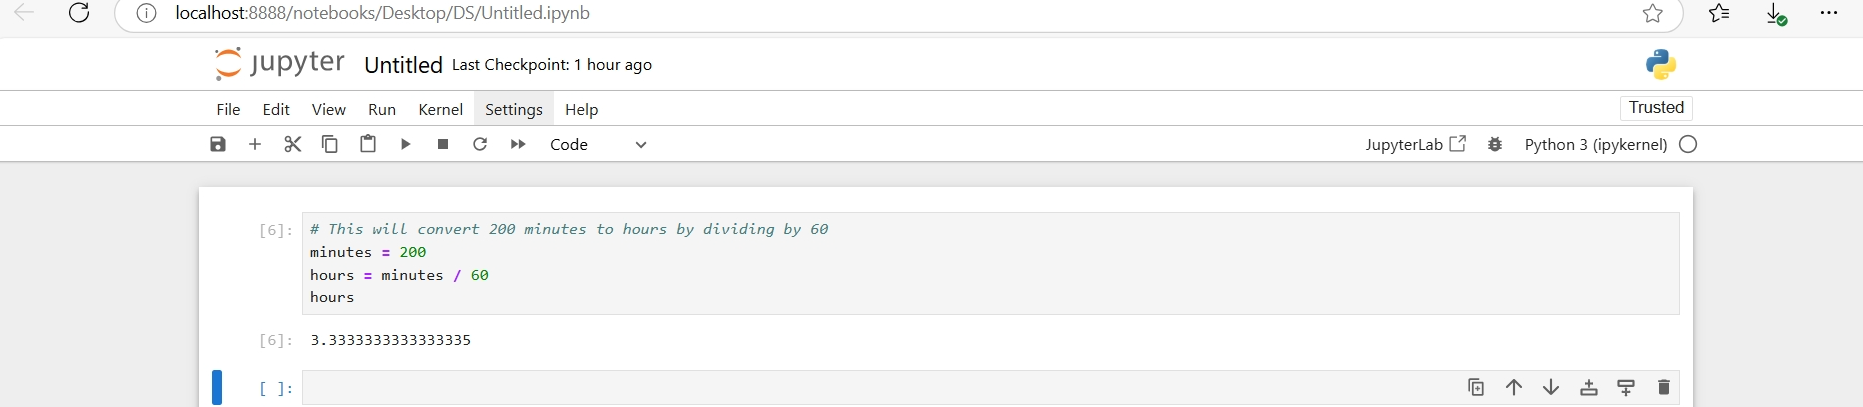 localhost:8888/notebooks/Desktop/DS/Untitled.ipynb
jupyter Untitled Last Checkpoint: 1 hour ago
File Edit View Run Kernel Settings Help Trusted
Code JupyterLab Python 3 (ipykernel)
[6]: # This will convert 200 minutes to hours by dividing by 60
minutes = 200
hours = minutes / 60
hours
[6]: 3.3333333333333335
[ ]: